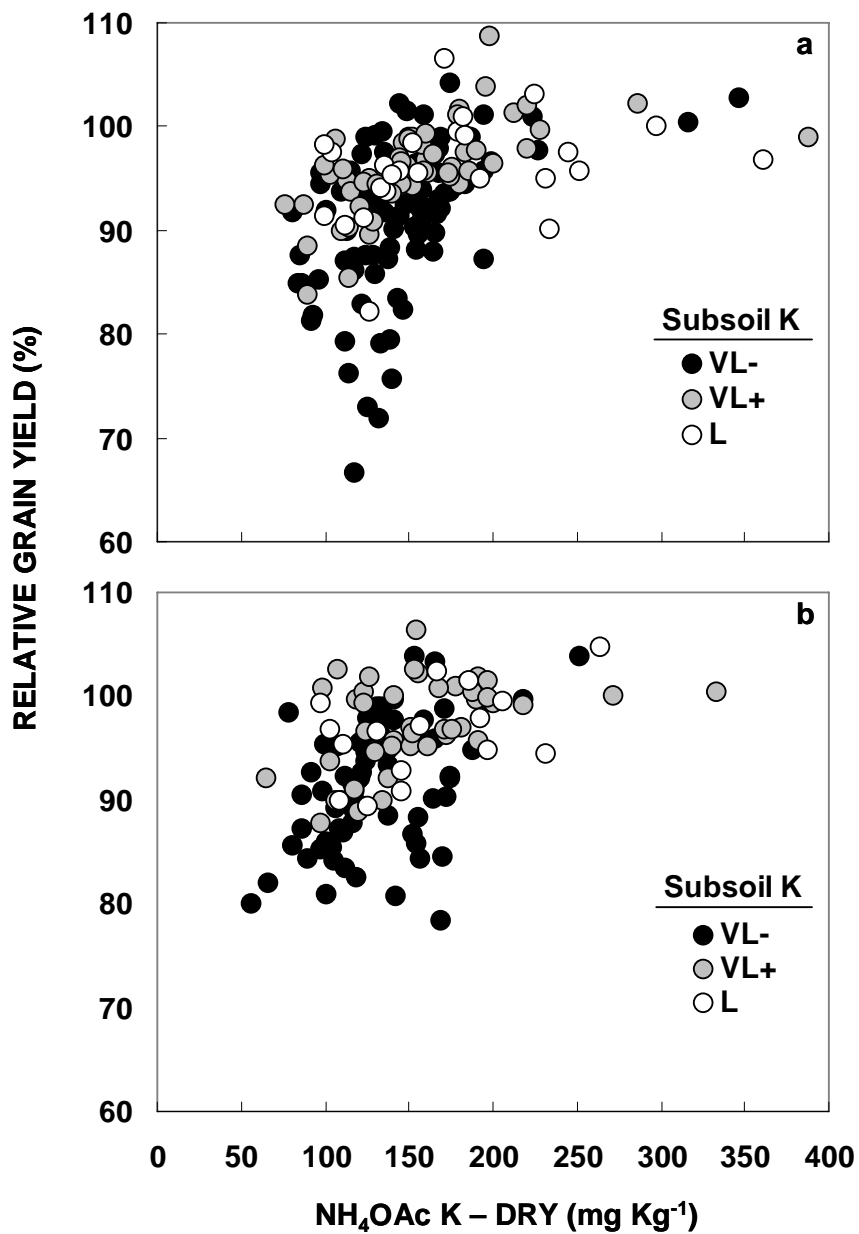 110
a
100
90
80
70
60
Subsoil K
VL-
VL+
L
RELATIVE GRAIN YIELD (%)
110
b
100
90
80
70
60
Subsoil K
VL-
VL+
L
0 50 100 150 200 250 300 350 400
NH₄OAc K – DRY (mg Kg⁻¹)